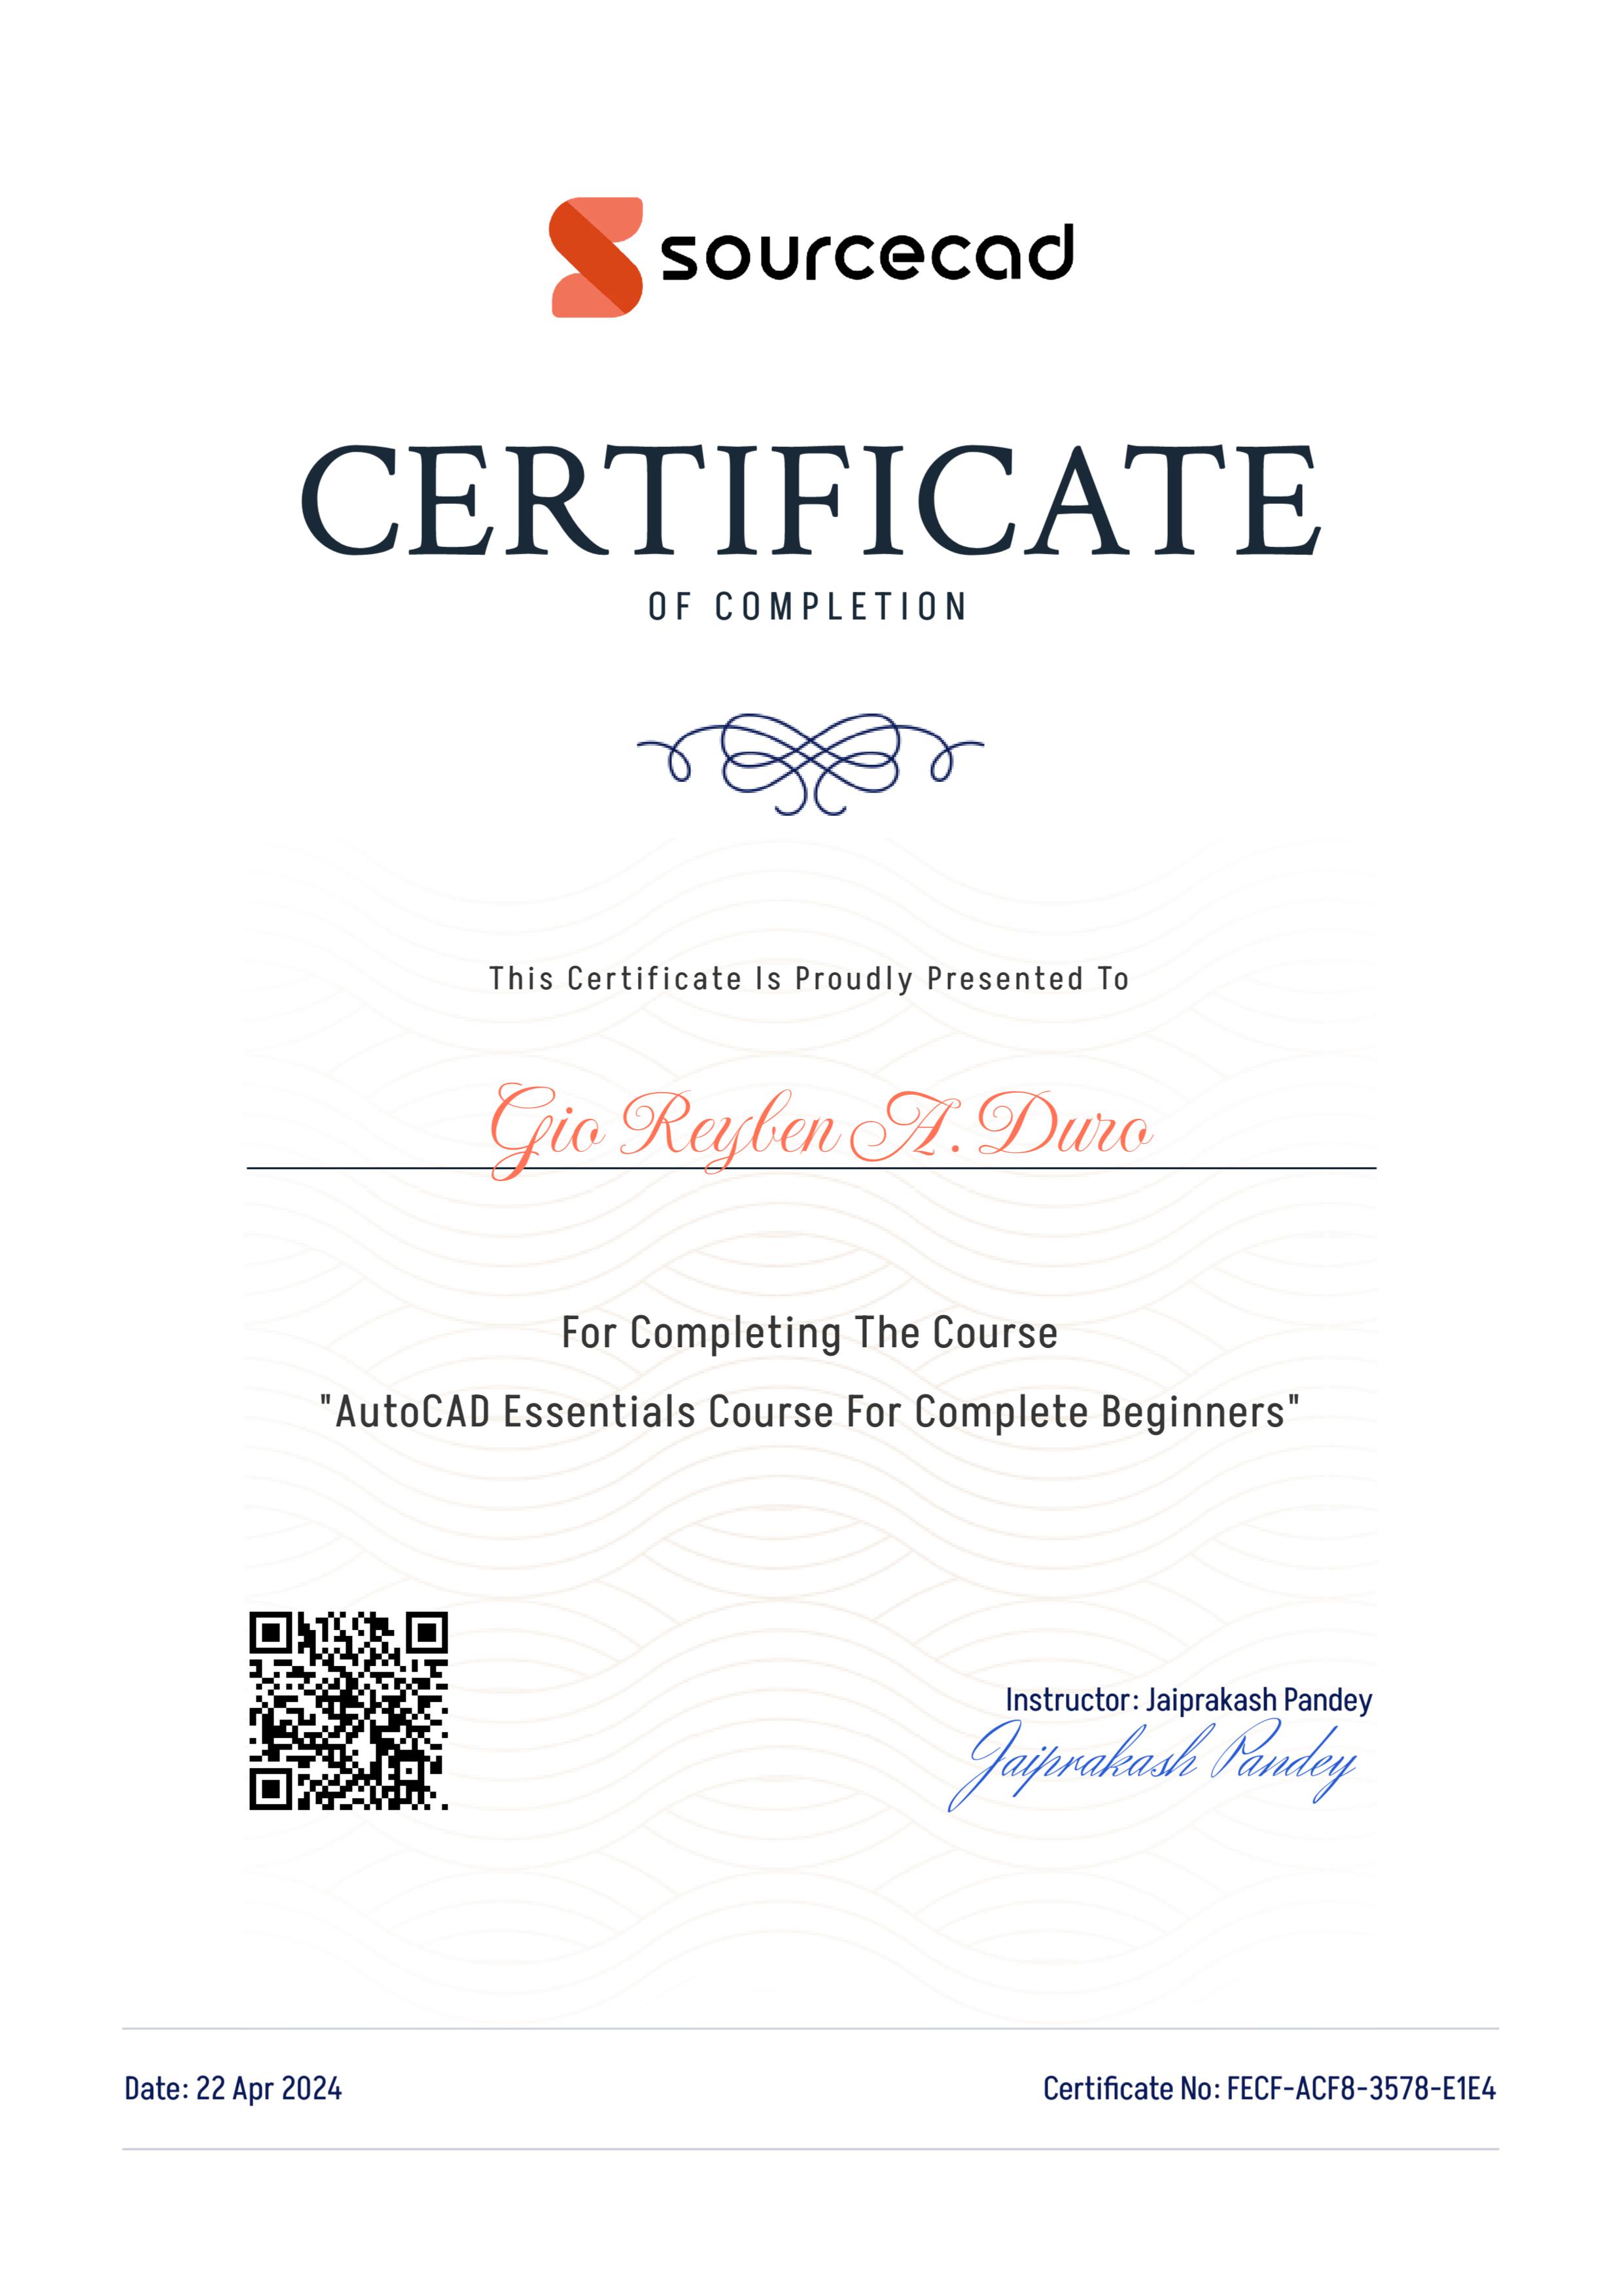 sourcecad
CERTIFICATE
OF COMPLETION
This Certificate Is Proudly Presented To
Gio Reyben A. Duro
For Completing The Course
"AutoCAD Essentials Course For Complete Beginners"
Instructor: Jaiprakash Pandey
Jaiprakash Pandey
Date: 22 Apr 2024
Certificate No: FECF-ACF8-3578-E1E4